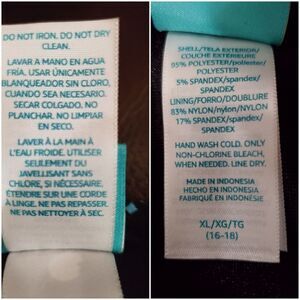 DO NOT IRON. DO NOT DRY
CLEAN.
LAVAR A MANO EN AGUA
FRÍA. USAR ÚNICAMENTE
BLANQUEADOR SIN CLORO,
CUANDO SEA NECESARIO.
SECAR COLGADO. NO
PLANCHAR. NO LIMPIAR
EN SECO.
LAVER À LA MAIN À
L'EAU FROIDE. UTILISER
SEULEMENT DU
JAVELLISANT SANS
CHLORE, SI NÉCESSAIRE,
ÉTENDRE SUR UNE CORDE
À LINGE. NE PAS REPASSER.
NE PAS NETTOYER À SEC.
SHELL/TELA EXTERIOR/
COUCHE EXTÉRIEURE
95% POLYESTER/poliéster/
POLYESTER
5% SPANDEX/spandex/
SPANDEX
LINING/FORRO/DOUBLURE
83% NYLON/nylon/NYLON
17% SPANDEX/spandex/
SPANDEX
HAND WASH COLD. ONLY
NON-CHLORINE BLEACH,
WHEN NEEDED. LINE DRY.
MADE IN INDONESIA
HECHO EN INDONESIA
FABRIQUÉ EN INDONÉSIE
XL/XG/TG
(16-18)